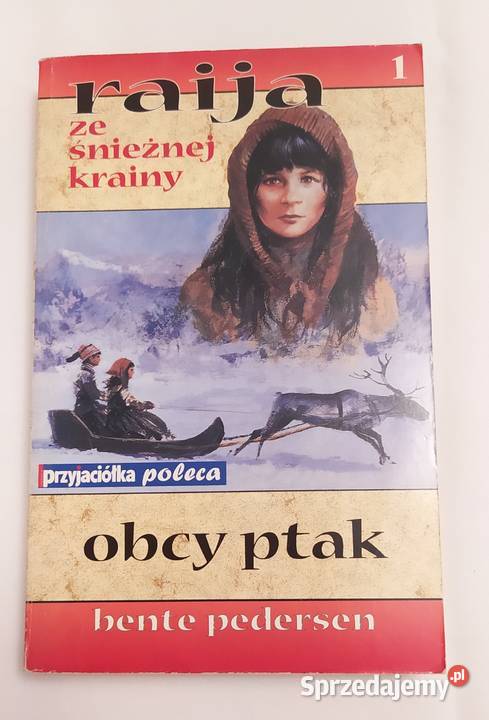 1
raija
ze
śnieżnej
krainy
przyjaciółka poleca
obcy ptak
bente pedersen
Sprzedajemy.pl